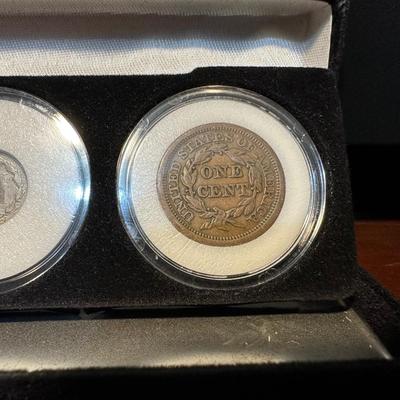 UNITED STATES OF AMERICA
ONE
CENT.